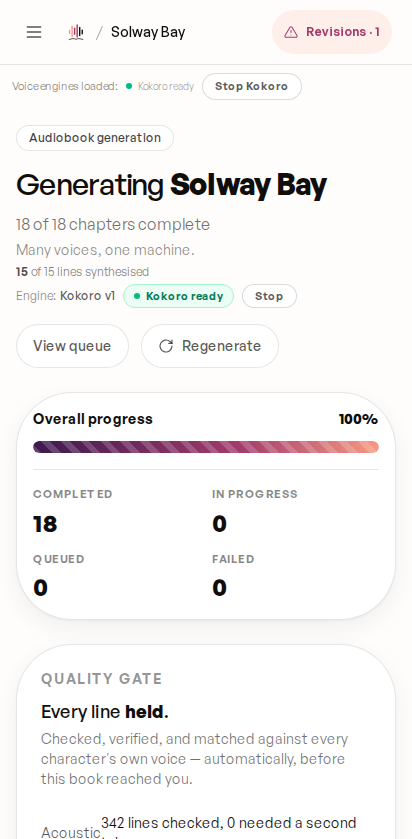 / Solway Bay
Revisions · 1
Voice engines loaded: Kokoro ready Stop Kokoro
Audiobook generation
Generating Solway Bay
18 of 18 chapters complete
Many voices, one machine.
15 of 15 lines synthesised
Engine: Kokoro v1 Kokoro ready Stop
View queue Regenerate
Overall progress 100%
COMPLETED IN PROGRESS
18 0
QUEUED FAILED
0 0
QUALITY GATE
Every line held.
Checked, verified, and matched against every
character's own voice — automatically, before
this book reached you.
342 lines checked, 0 needed a second
Acoustic